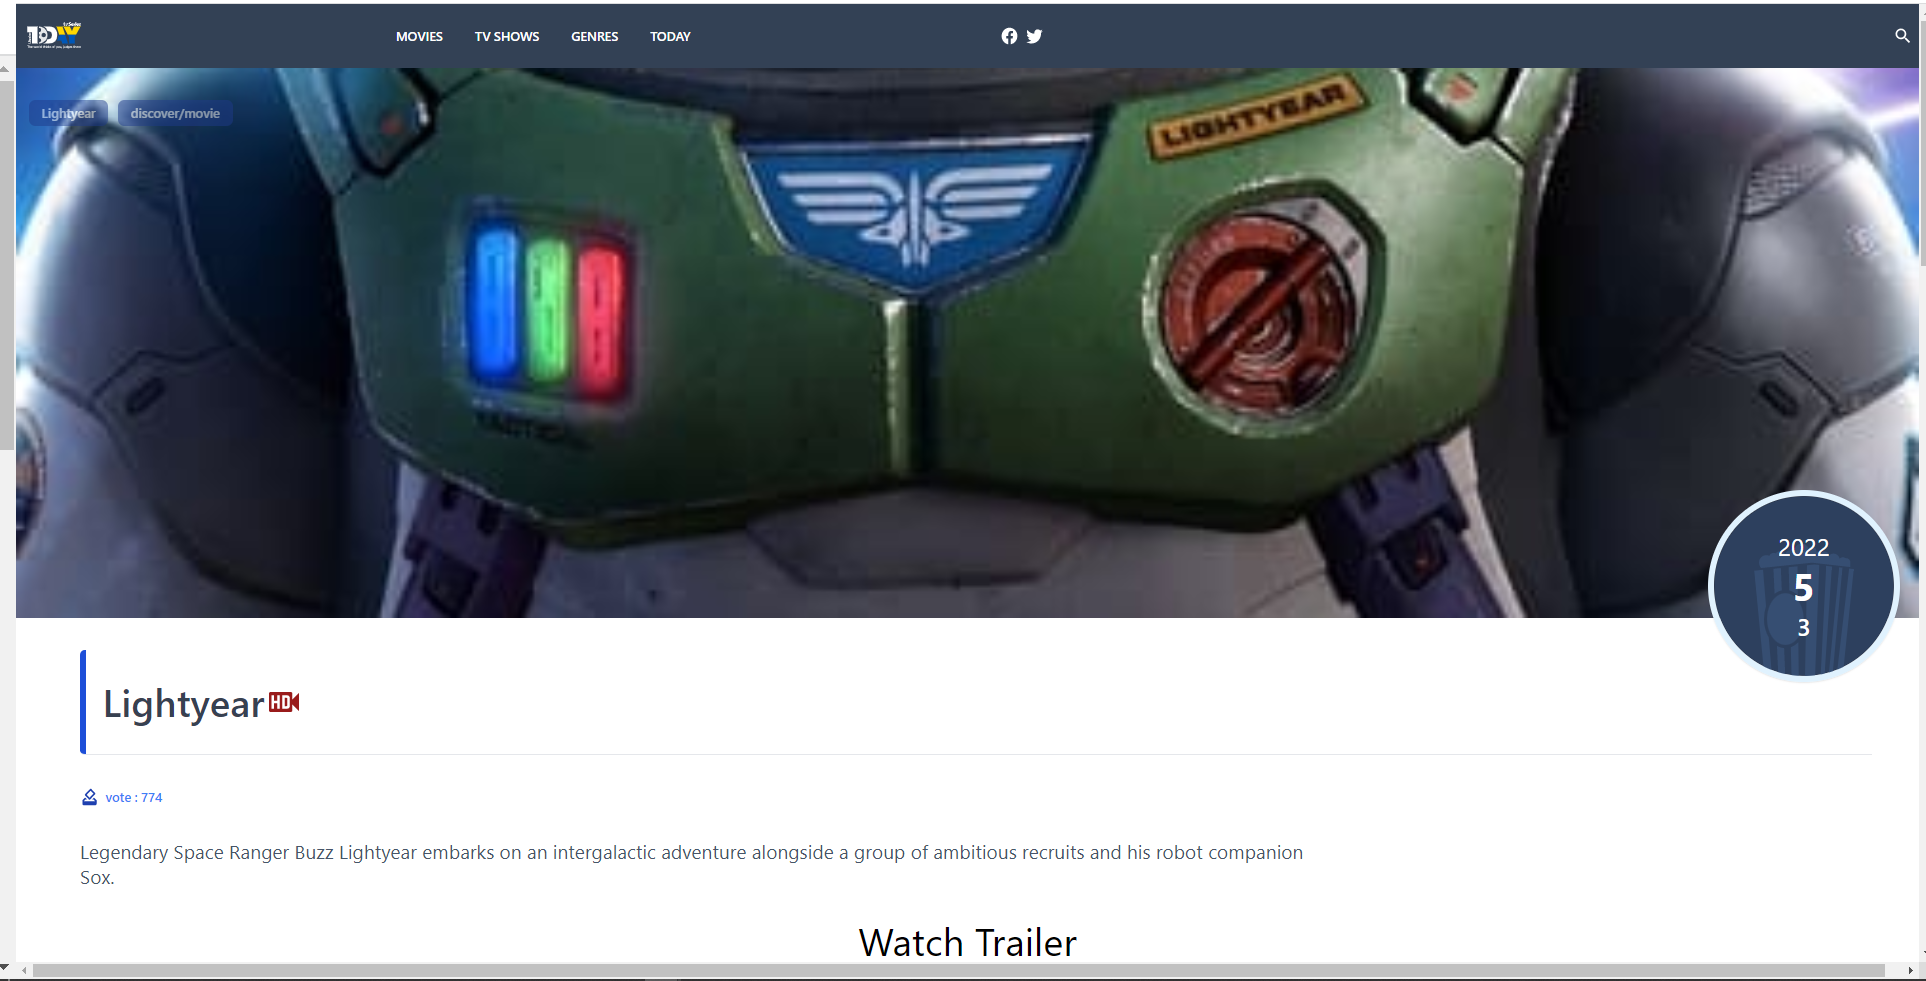 MOVIES TV SHOWS GENRES TODAY
Lightyear discover/movie
LIGHTYEAR
TACTICAL
2022
5
3
Lightyear HD
vote : 774
Legendary Space Ranger Buzz Lightyear embarks on an intergalactic adventure alongside a group of ambitious recruits and his robot companion
Sox.
Watch Trailer